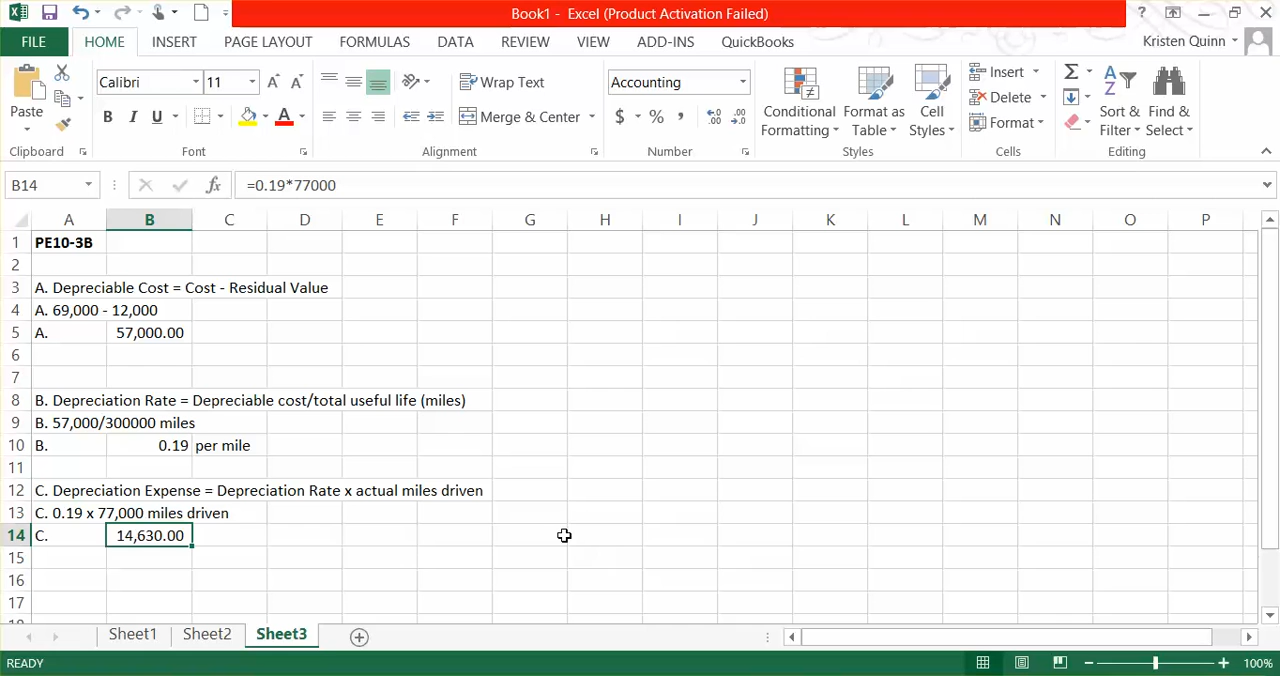 Book1 - Excel (Product Activation Failed)
?
FILE HOME INSERT PAGE LAYOUT FORMULAS DATA REVIEW VIEW ADD-INS QuickBooks Kristen Quinn
Calibri 11 Wrap Text Accounting Insert
Paste Merge & Center $ % , Conditional Formatting Format as Table Cell Styles Delete Format Sort & Filter Find & Select
B I U A
Clipboard Font Alignment Number Styles Cells Editing
B14 fx =0.19*77000
A B C D E F G H I J K L M N O P
1 PE10-3B
2
3 A. Depreciable Cost = Cost - Residual Value
4 A. 69,000 - 12,000
5 A. 57,000.00
6
7
8 B. Depreciation Rate = Depreciable cost/total useful life (miles)
9 B. 57,000/300000 miles
10 B. 0.19 per mile
11
12 C. Depreciation Expense = Depreciation Rate x actual miles driven
13 C. 0.19 x 77,000 miles driven
14 C. 14,630.00
15
16
17
18
Sheet1 Sheet2 Sheet3
READY 100%